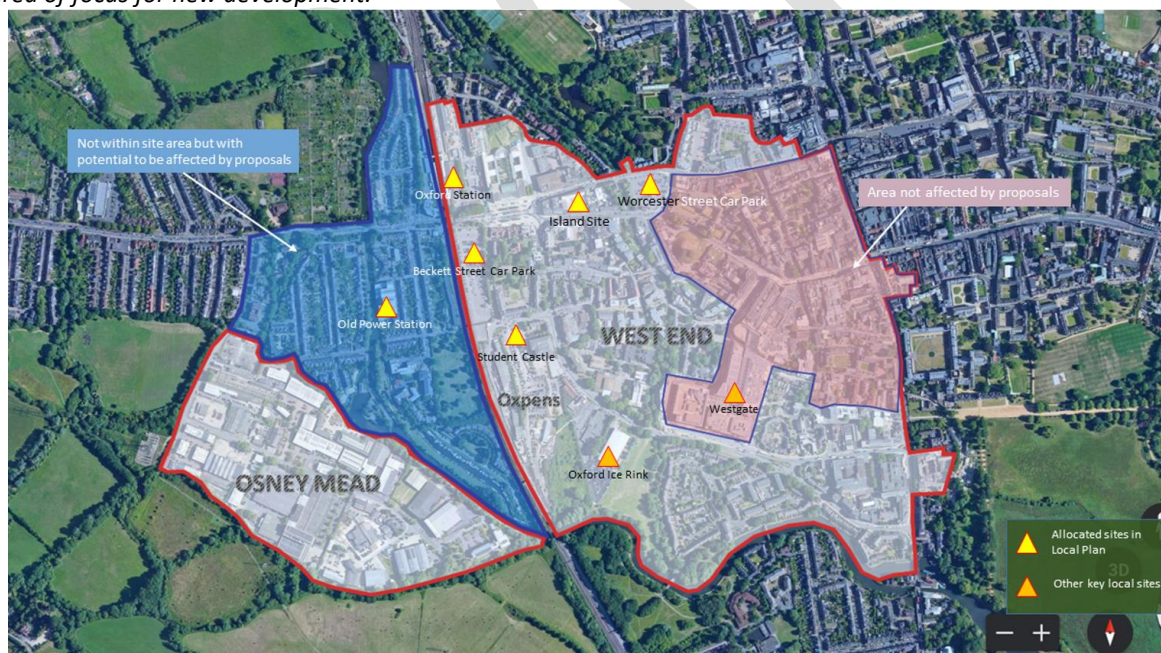 rea of focus for new development.
Not within site area but with
potential to be affected by proposals
Oxford Station
Worcester Street Car Park
Area not affected by proposals
Island Site
Beckett Street Car Park
Old Power Station
WEST END
Student Castle
Oxpens
Westgate
Oxford Ice Rink
OSNEY MEAD
Allocated sites in
Local Plan
3D
Other key local sites